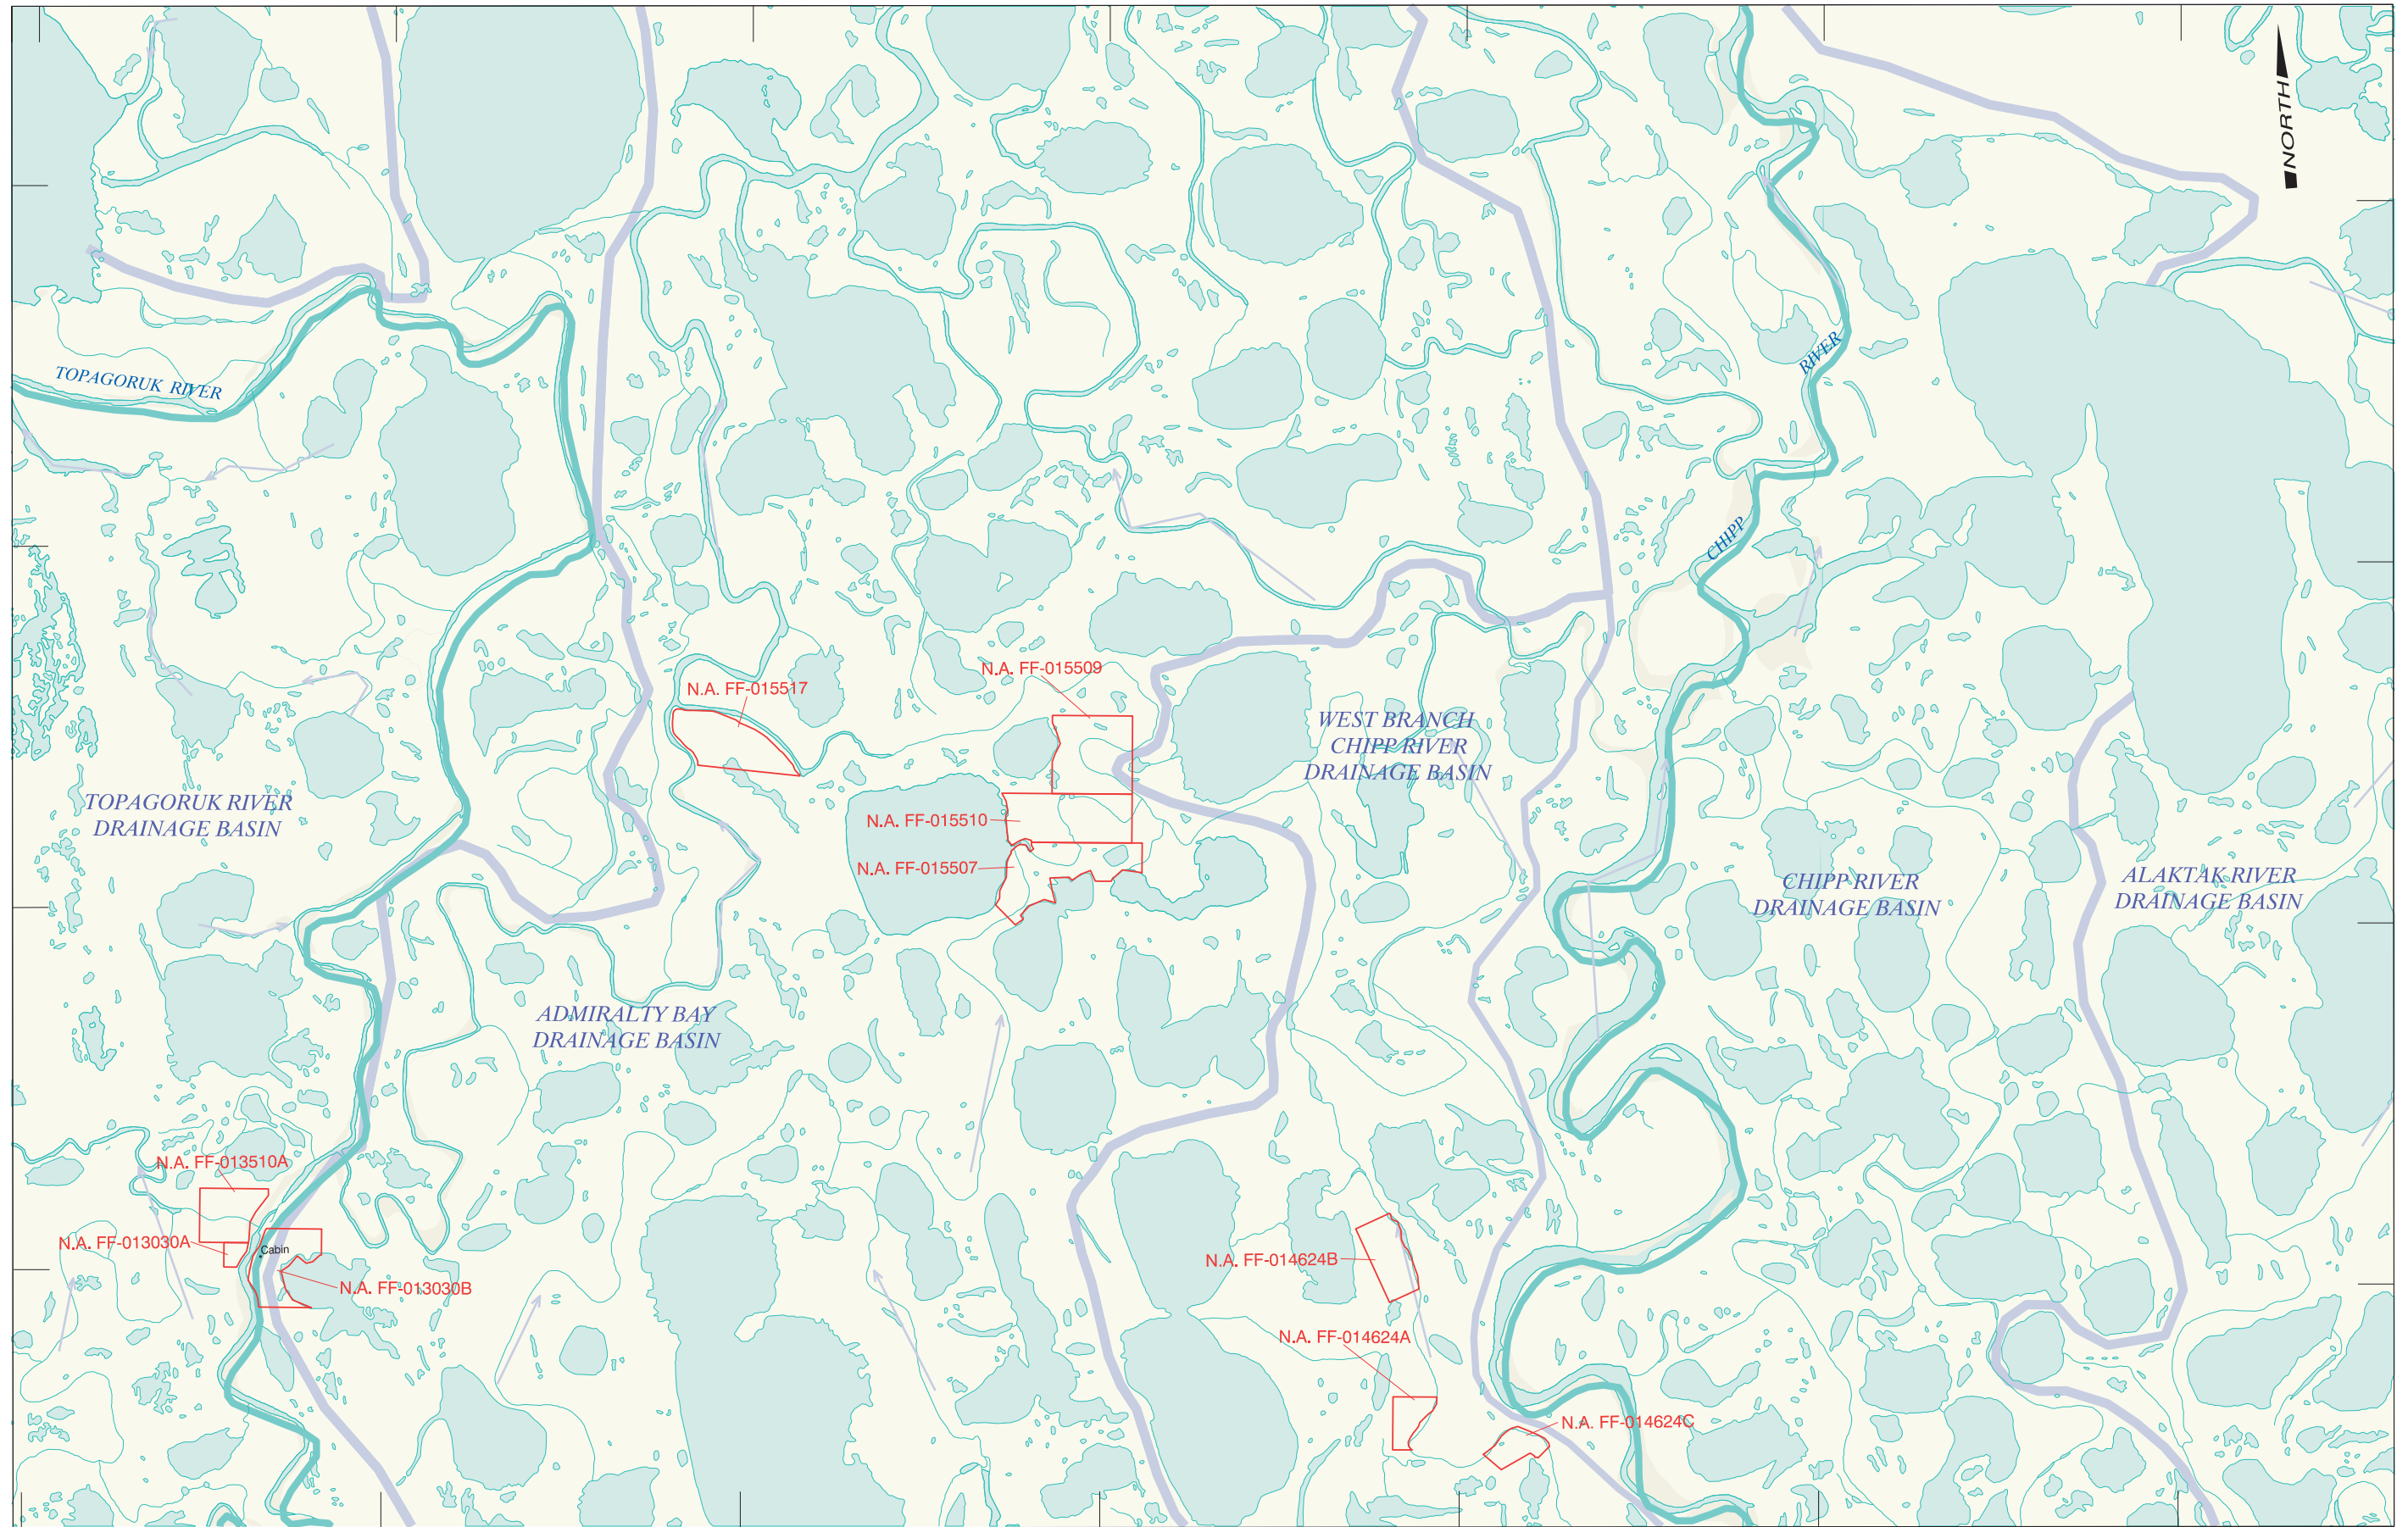 NORTH
TOPAGORUK RIVER
RIVER
CHIPP
N.A. FF-015509
N.A. FF-015517
WEST BRANCH
CHIPP RIVER
DRAINAGE BASIN
TOPAGORUK RIVER
DRAINAGE BASIN
N.A. FF-015510
N.A. FF-015507
CHIPP RIVER
DRAINAGE BASIN
ALAKTAK RIVER
DRAINAGE BASIN
ADMIRALTY BAY
DRAINAGE BASIN
N.A. FF-013510A
N.A. FF-013030A
Cabin
N.A. FF-013030B
N.A. FF-014624B
N.A. FF-014624A
N.A. FF-014624C